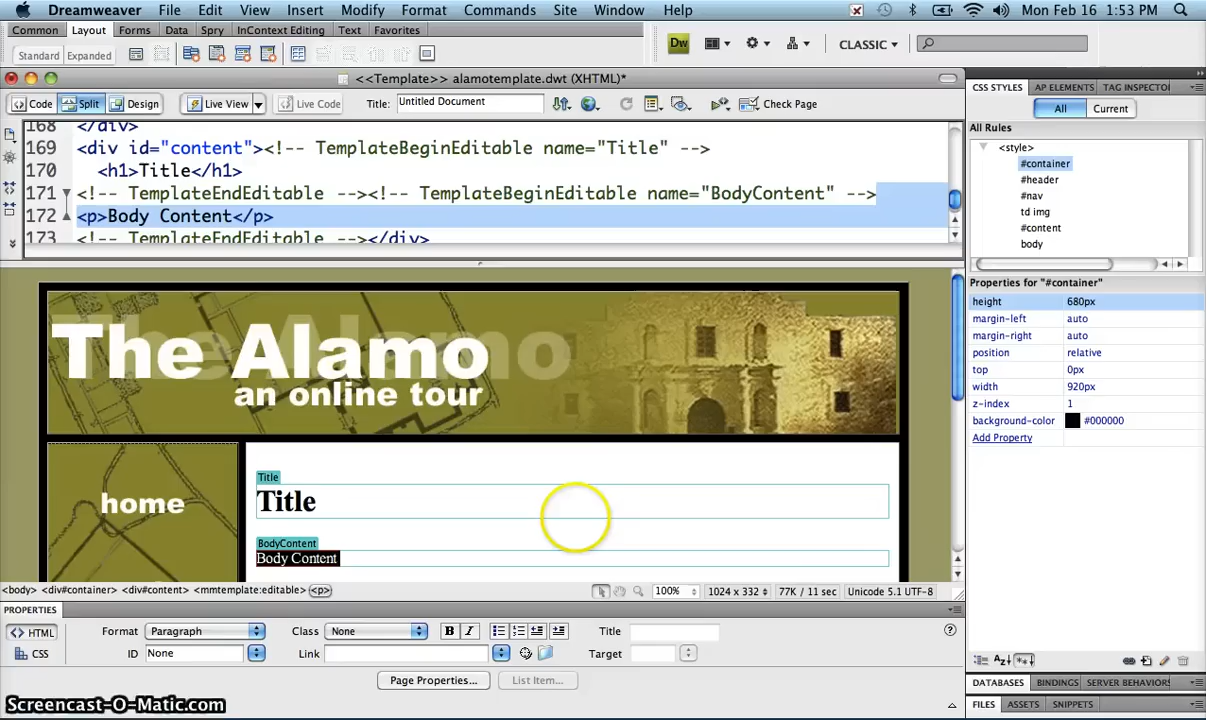 Dreamweaver File Edit View Insert Modify Format Commands Site Window Help Mon Feb 16 1:53 PM
Common Layout Forms Data Spry InContext Editing Text Favorites
Standard Expanded
Dw CLASSIC
<<Template>> alamotemplate.dwt (XHTML)*
Code Split Design Live View Live Code Title: Untitled Document Check Page
168 </div>
169 <div id="content"><!-- TemplateBeginEditable name="Title" -->
170 <h1>Title</h1>
171 <!-- TemplateEndEditable --><!-- TemplateBeginEditable name="BodyContent" -->
172 <p>Body Content</p>
173 <!-- TemplateEndEditable --></div>
The Alamo
The Alamo
an online tour
home
Title
Title
BodyContent
Body Content
<body> <div#container> <div#content> <mmtemplate:editable> <p> 100% 1024 x 332 77K / 11 sec Unicode 5.1 UTF-8
PROPERTIES
HTML Format Paragraph Class None B I Title
CSS ID None Link Target
Page Properties... List Item...
CSS STYLES AP ELEMENTS TAG INSPECTOR
All Current
All Rules
<style>
#container
#header
#nav
td img
#content
body
Properties for "#container"
height 680px
margin-left auto
margin-right auto
position relative
top 0px
width 920px
z-index 1
background-color #000000
Add Property
DATABASES BINDINGS SERVER BEHAVIORS
FILES ASSETS SNIPPETS
Screencast-O-Matic.com